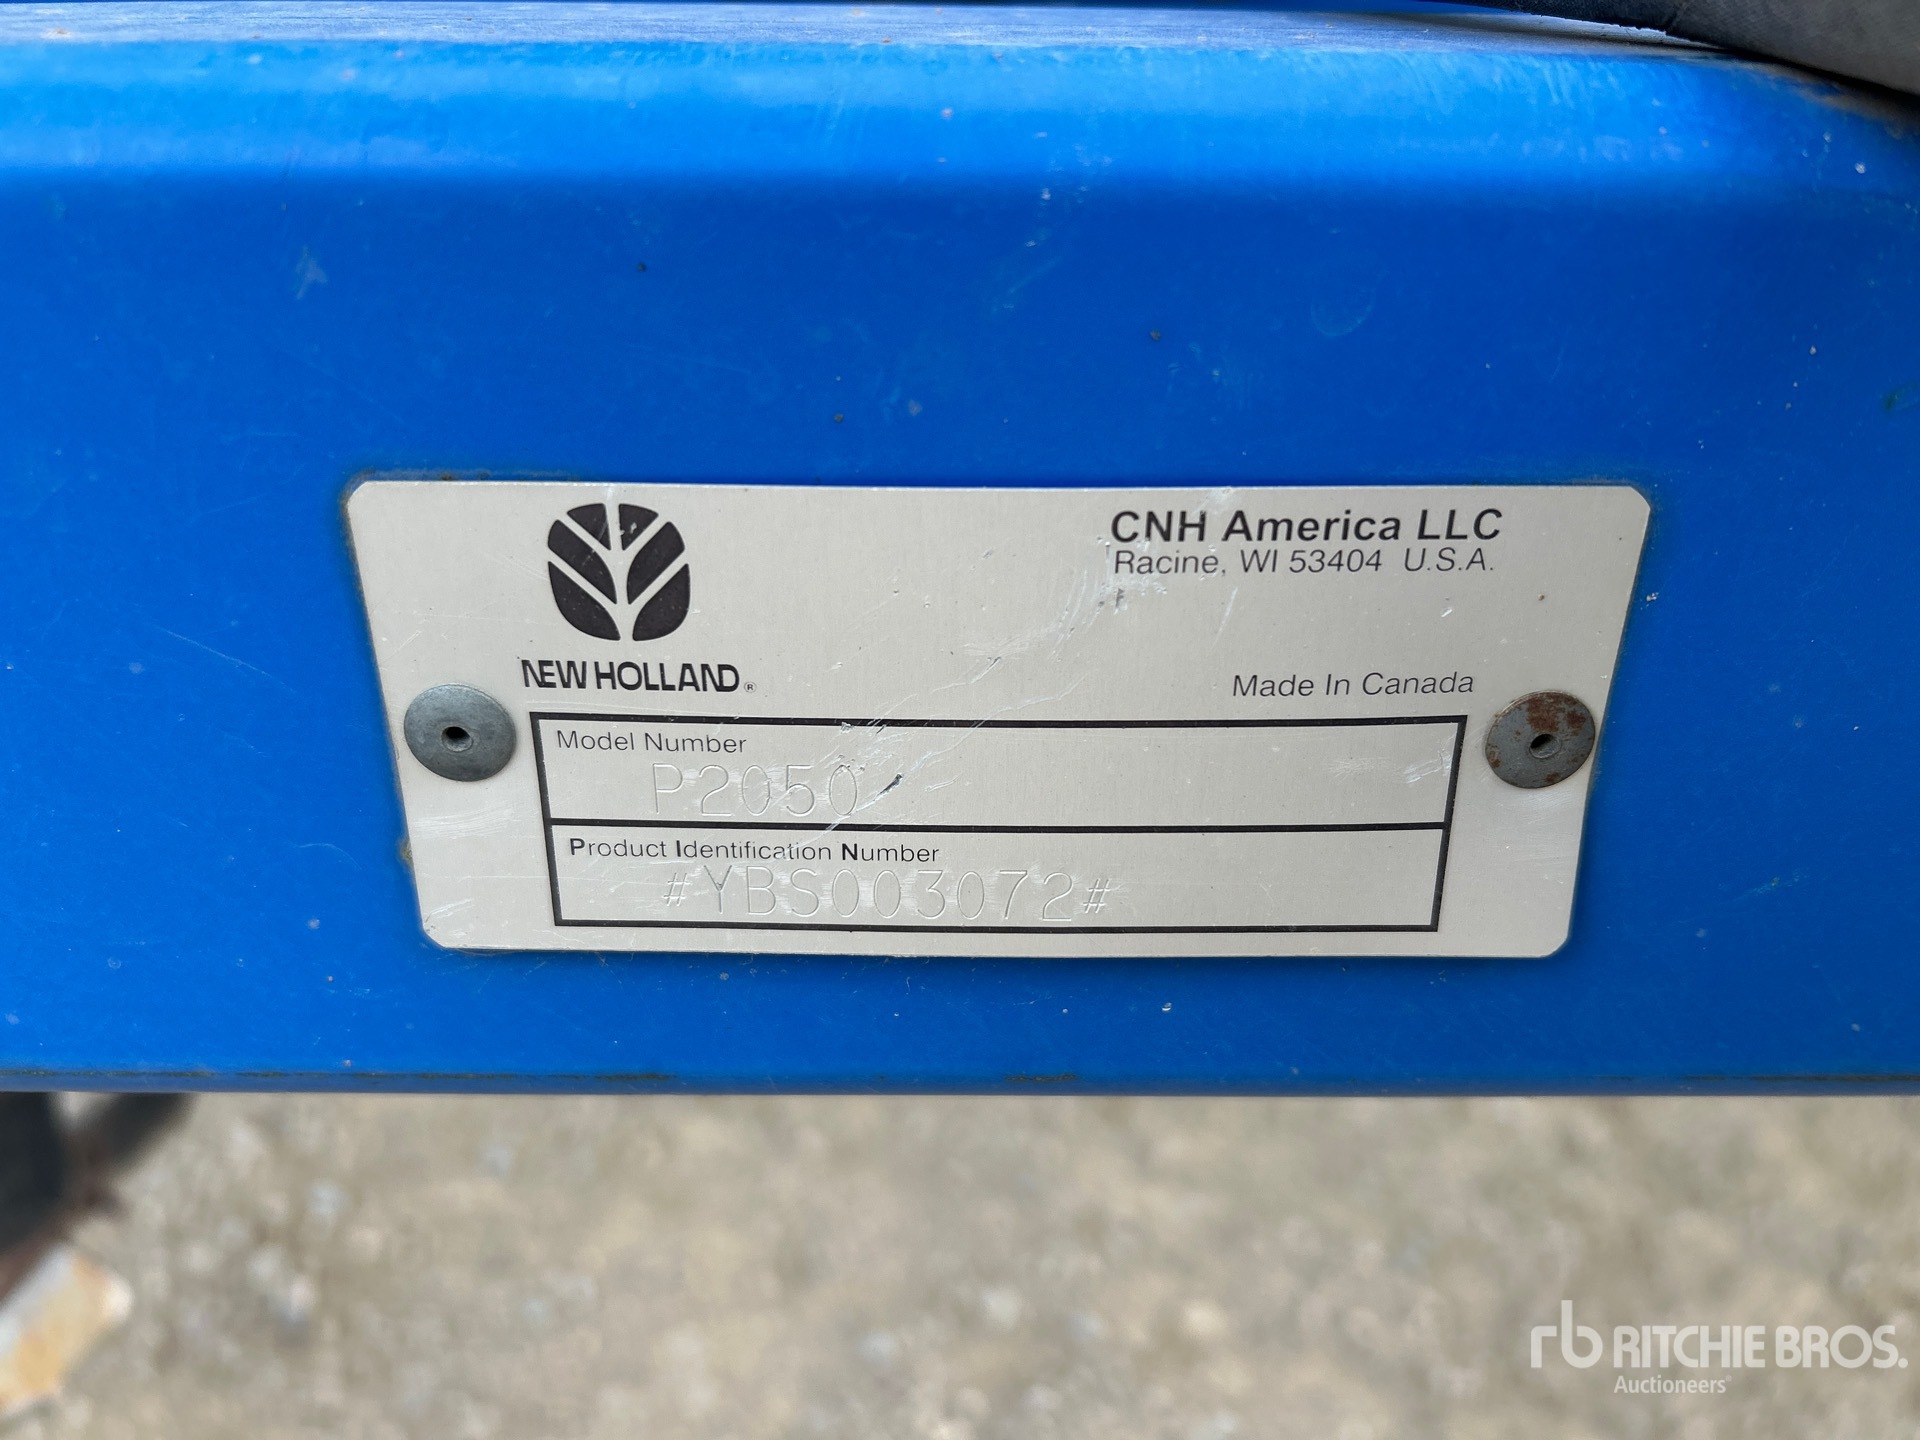 NEW HOLLAND®
CNH America LLC
Racine, WI 53404 U.S.A.
Made In Canada
Model Number
P2050
Product Identification Number
#YBS003072#
rb RITCHIE BROS.
Auctioneers